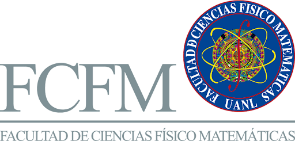 FCFM
FACULTAD DE CIENCIAS FÍSICO MATEMÁTICAS
FACULTAD DE CIENCIAS FISICO MATEMATICAS
UANL